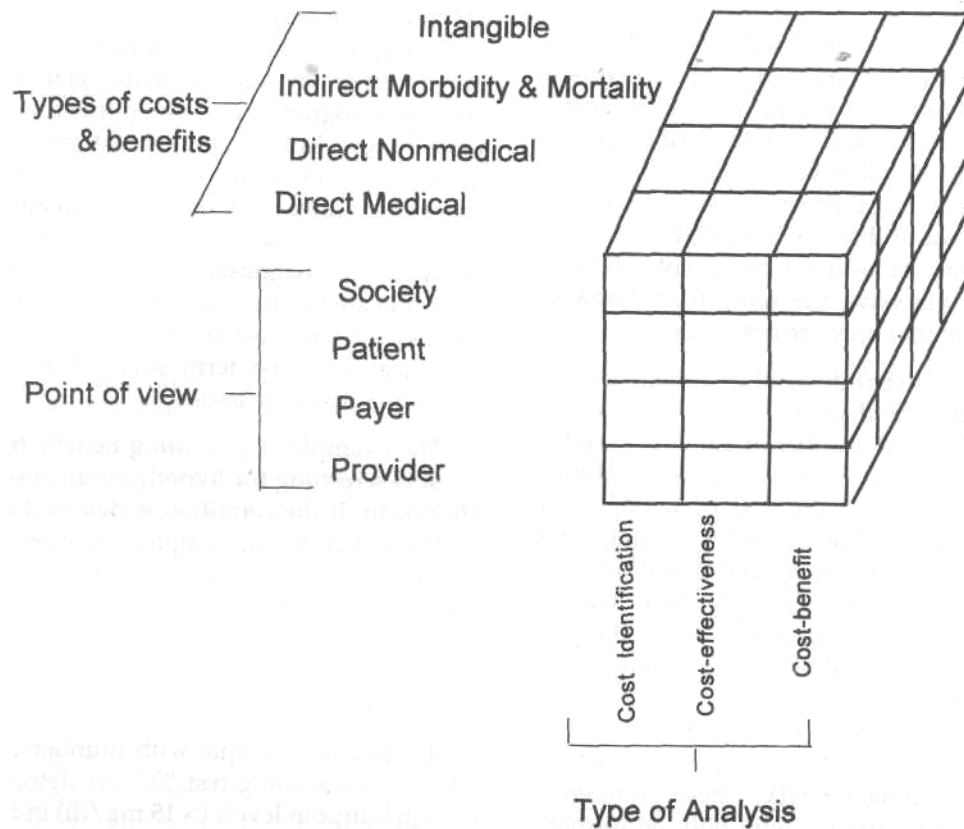 Intangible
Indirect Morbidity & Mortality
Types of costs
& benefits
Direct Nonmedical
Direct Medical
Society
Patient
Point of view
Payer
Provider
Cost Identification
Cost-effectiveness
Cost-benefit
Type of Analysis